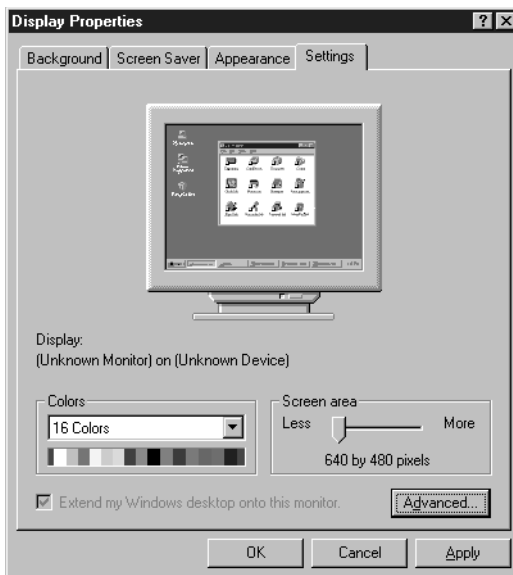 Display Properties
Background
Screen Saver
Appearance
Settings
Display:
(Unknown Monitor) on (Unknown Device)
Colors
16 Colors
Screen area
Less
More
640 by 480 pixels
Extend my Windows desktop onto this monitor.
Advanced...
OK
Cancel
Apply